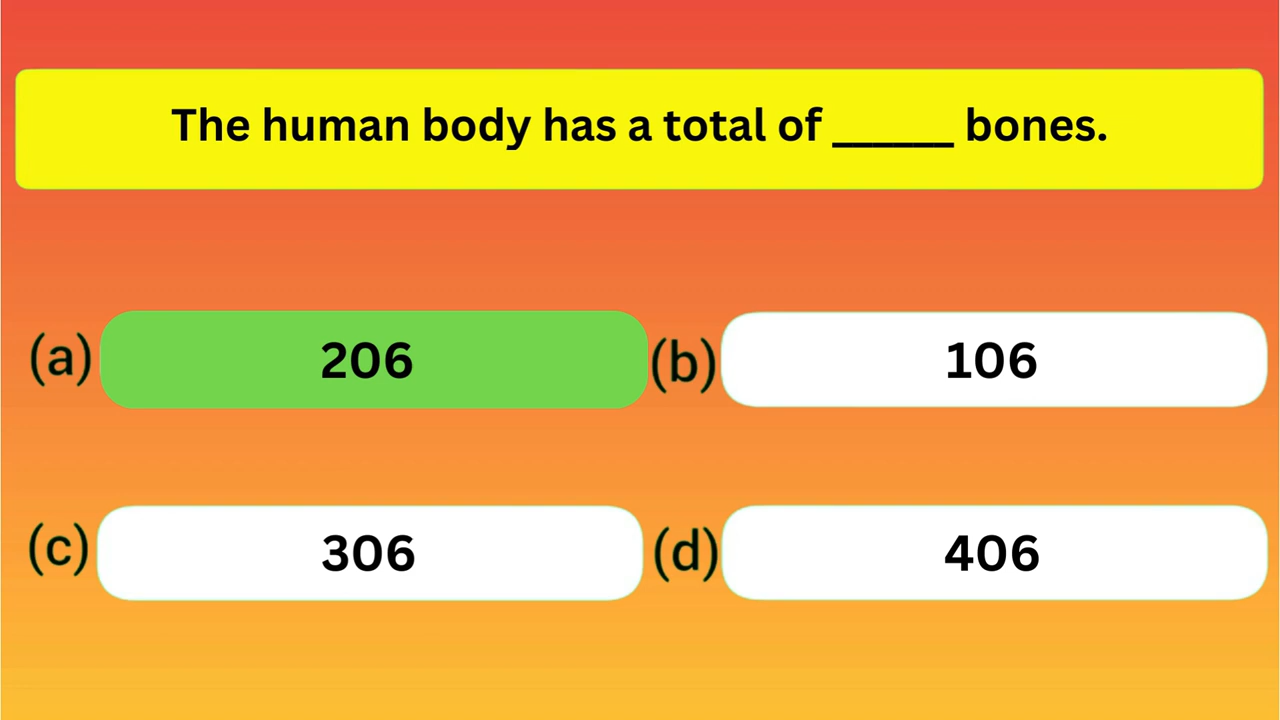 The human body has a total of ______ bones.
(a) 206 (b) 106
(c) 306 (d) 406